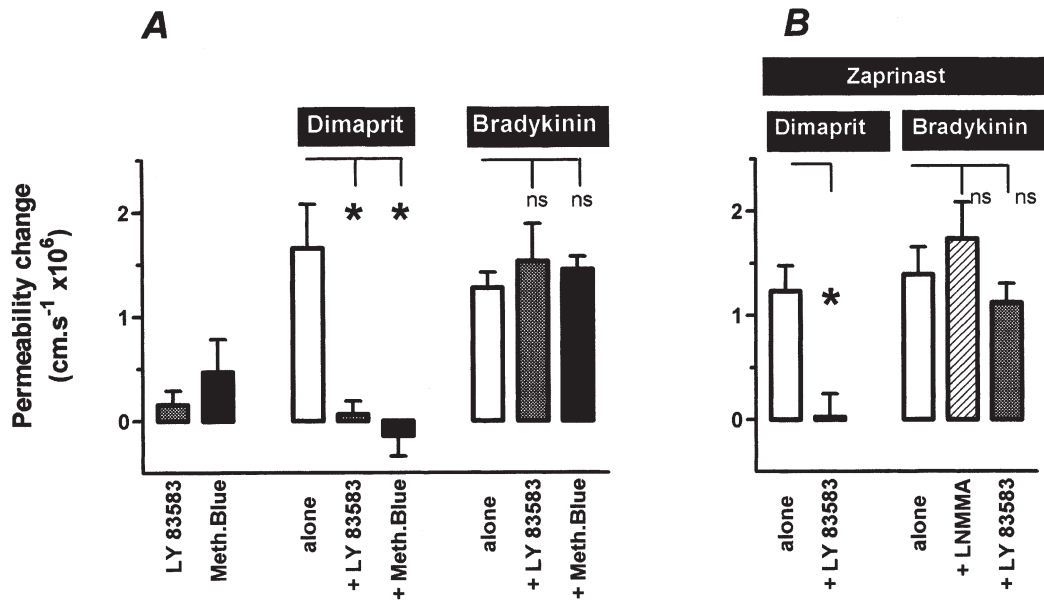 A
B
Zaprinast
Dimaprit
Bradykinin
Dimaprit
Bradykinin
Permeability change
(cm.s⁻¹ x10⁶)
2
1
0
*
*
ns
ns
2
1
0
*
ns
ns
LY 83583
Meth.Blue
alone
+ LY 83583
+ Meth.Blue
alone
+ LY 83583
+ Meth.Blue
alone
+ LY 83583
alone
+ LNMMA
+ LY 83583